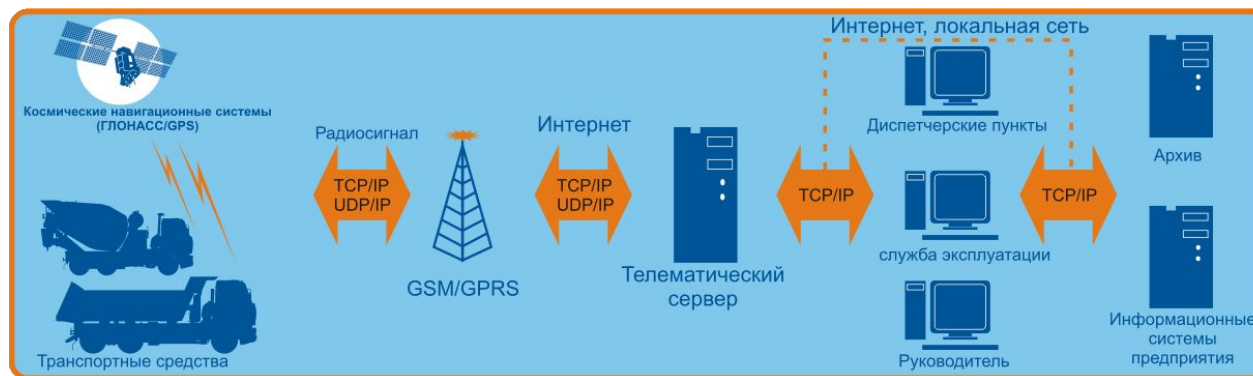 Космические навигационные системы
(ГЛОНАСС/GPS)
Транспортные средства
Радиосигнал
TCP/IP
UDP/IP
GSM/GPRS
Интернет
TCP/IP
UDP/IP
Телематический
сервер
Интернет, локальная сеть
TCP/IP
Диспетчерские пункты
служба эксплуатации
Руководитель
TCP/IP
Архив
Информационные
системы
предприятия